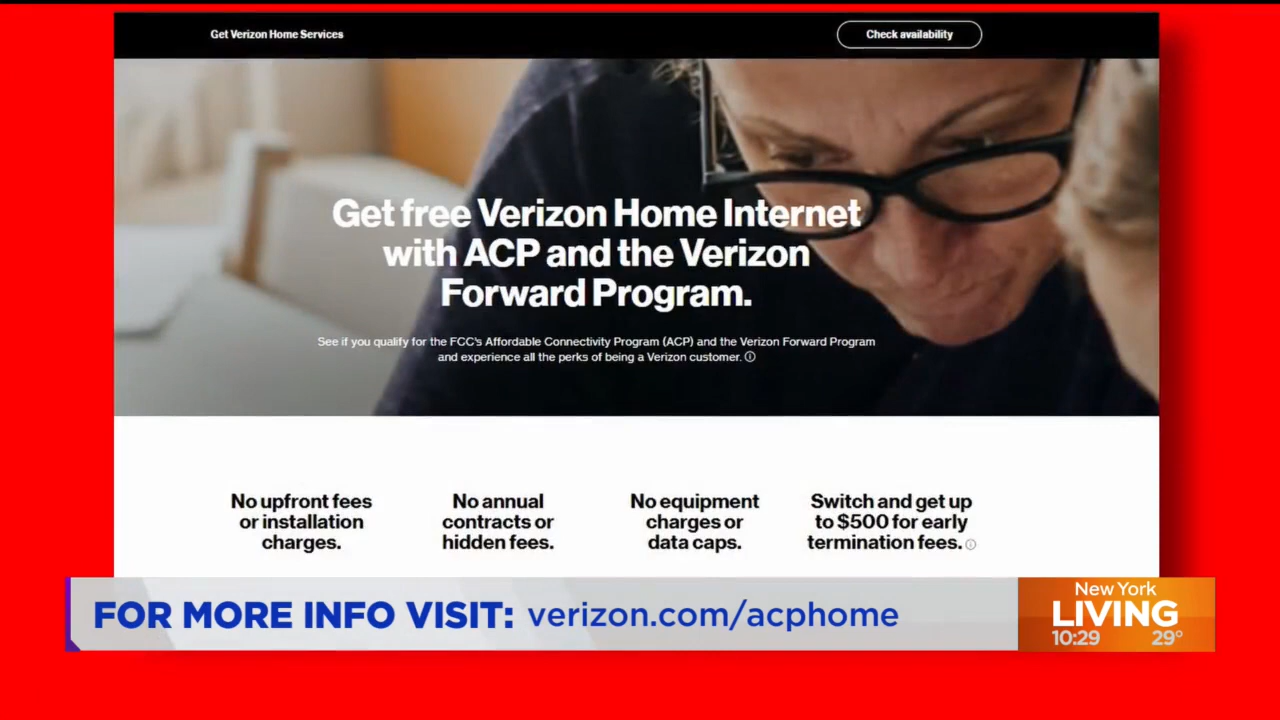 Get Verizon Home Services
Check availability
Get free Verizon Home Internet
with ACP and the Verizon
Forward Program.
See if you qualify for the FCC's Affordable Connectivity Program (ACP) and the Verizon Forward Program
and experience all the perks of being a Verizon customer. ⓘ
No upfront fees
or installation
charges.
No annual
contracts or
hidden fees.
No equipment
charges or
data caps.
Switch and get up
to $500 for early
termination fees. ⓘ
FOR MORE INFO VISIT: verizon.com/acphome
New York
LIVING
10:29 29°